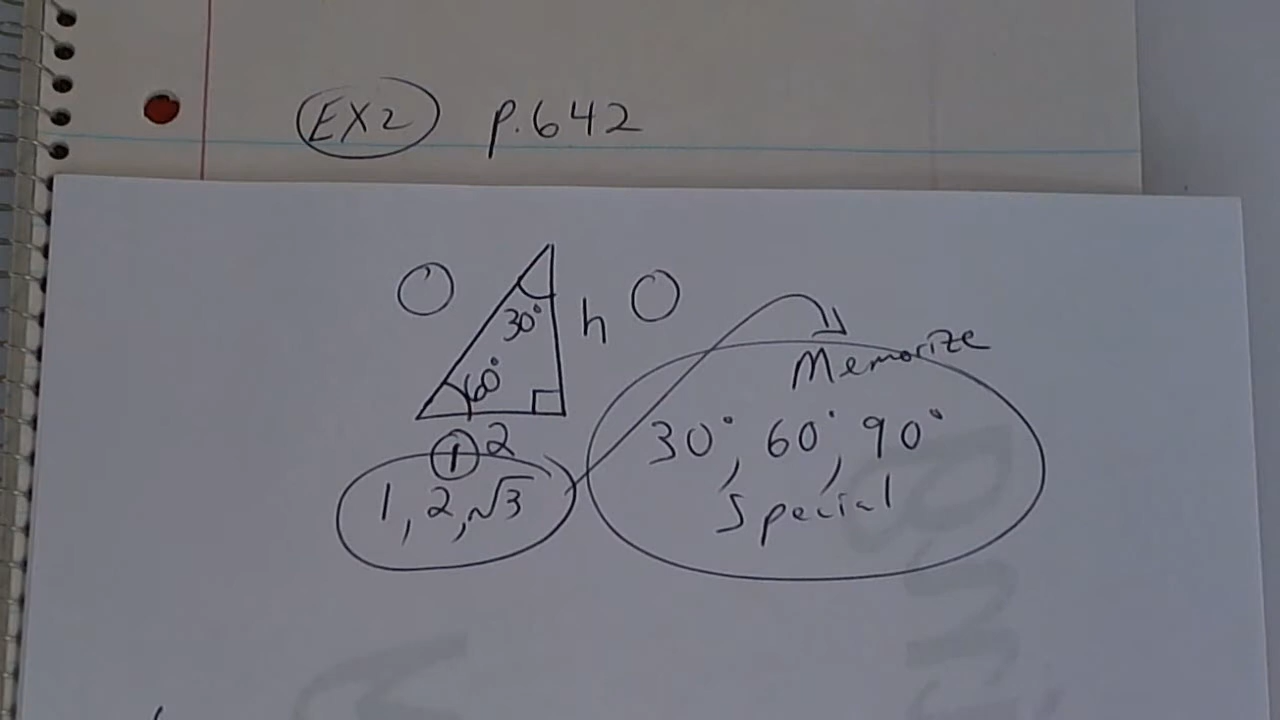 EX2 p.642
30°
h
60°
Memorize
1 2
30°, 60°, 90°
1, 2, √3
Special